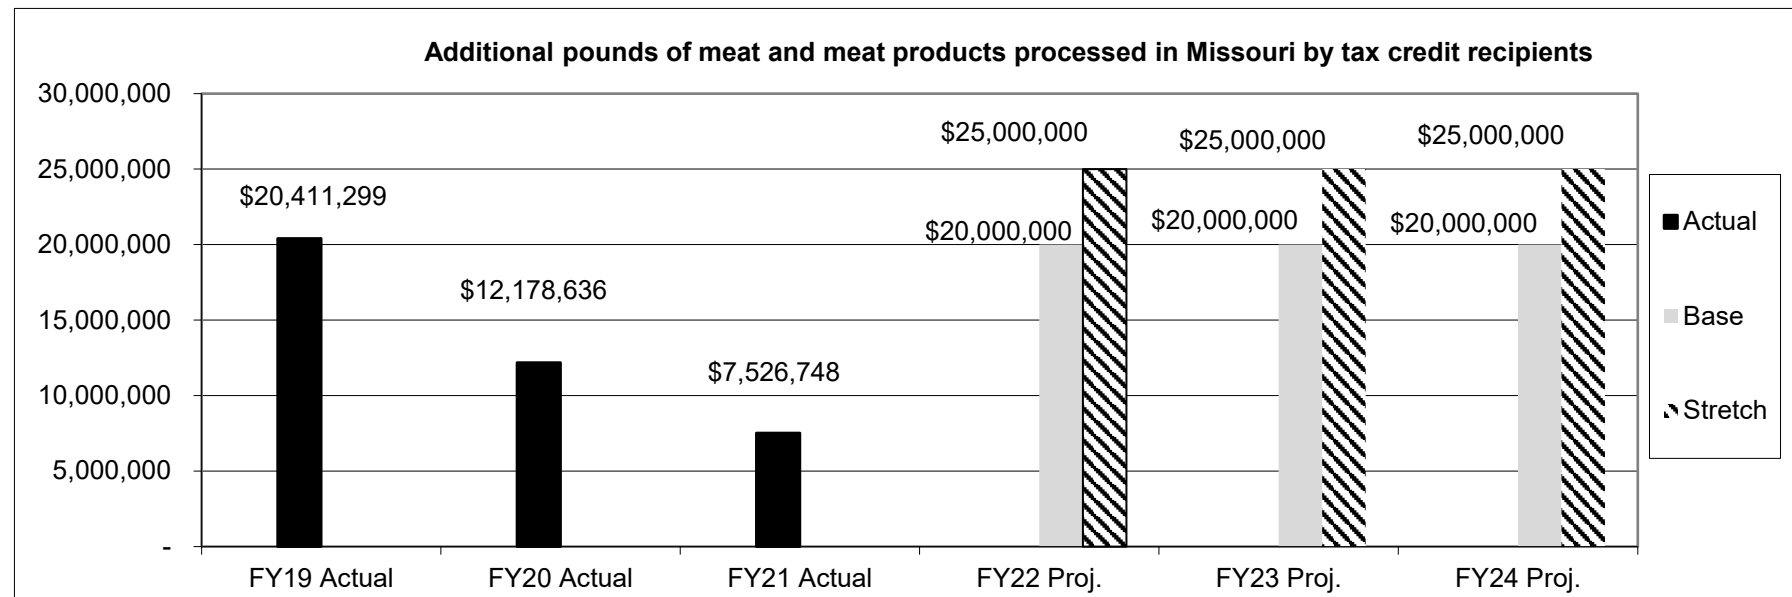 Additional pounds of meat and meat products processed in Missouri by tax credit recipients
30,000,000
25,000,000
20,000,000
15,000,000
10,000,000
5,000,000
-
$20,411,299
$12,178,636
$7,526,748
$20,000,000
$25,000,000
$20,000,000
$25,000,000
$20,000,000
$25,000,000
FY19 Actual
FY20 Actual
FY21 Actual
FY22 Proj.
FY23 Proj.
FY24 Proj.
Actual
Base
Stretch